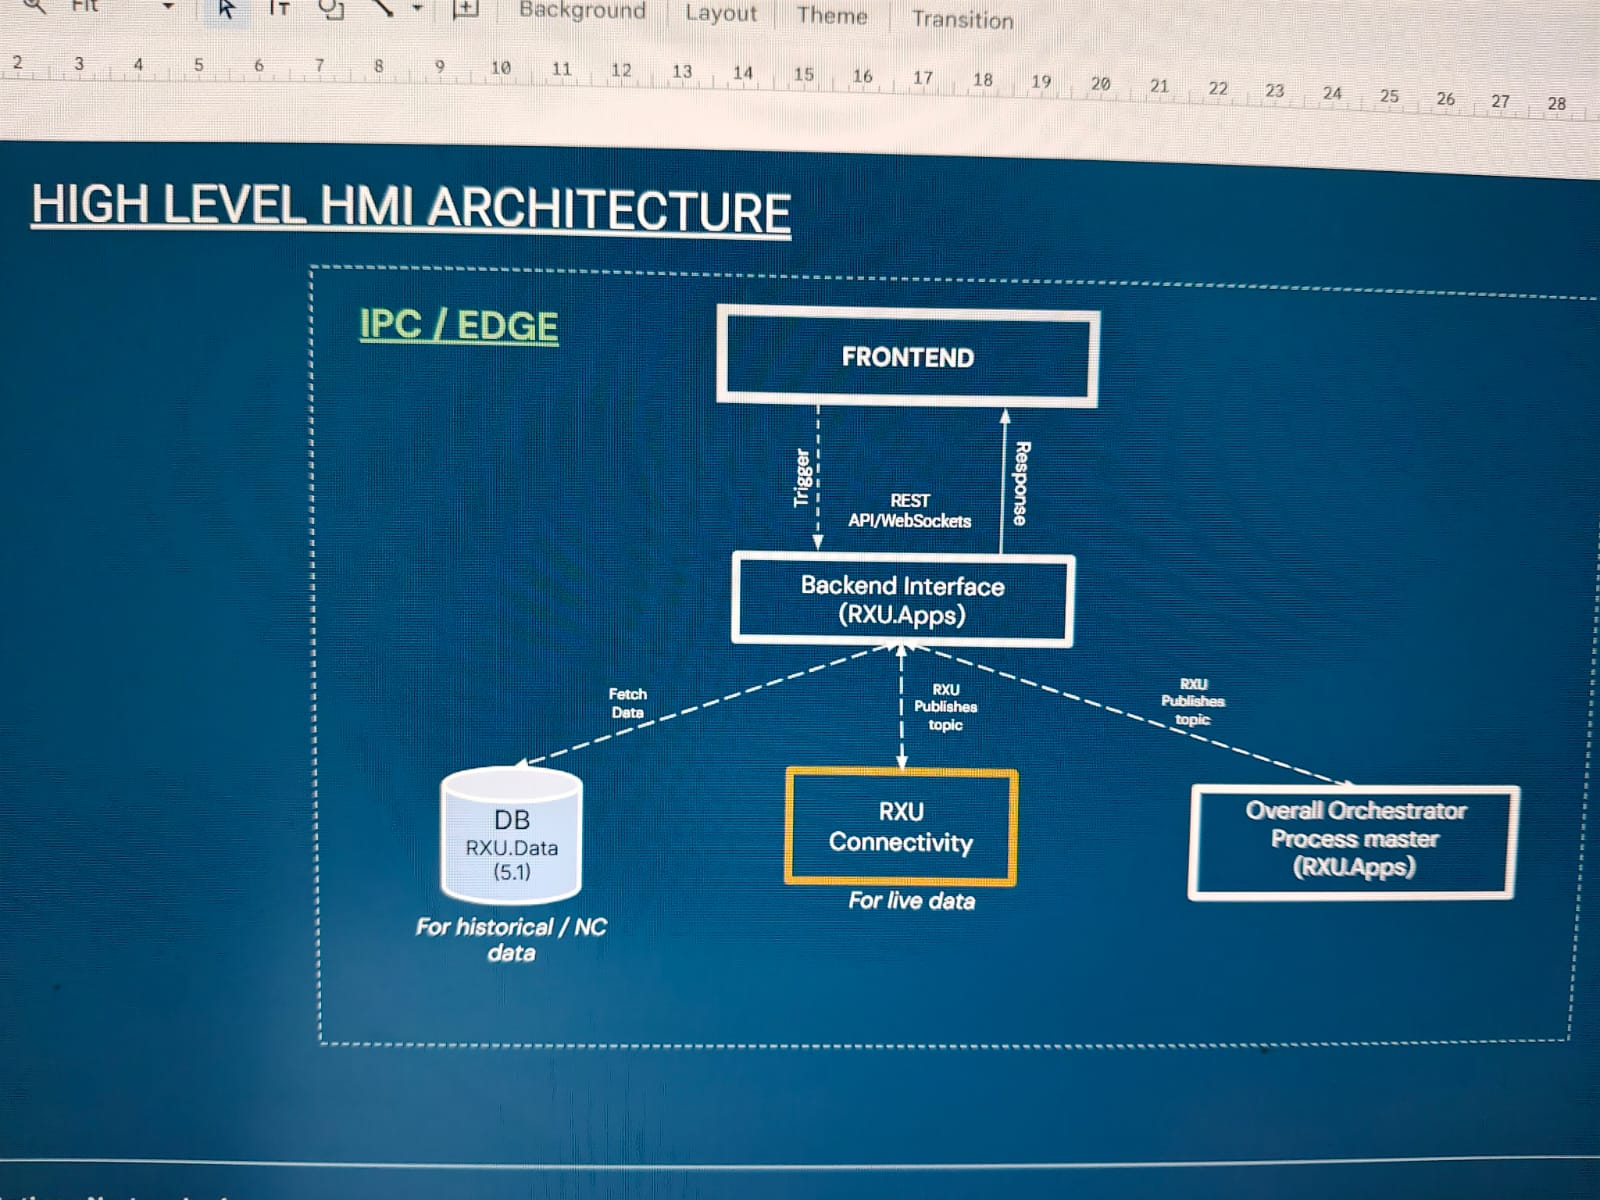 Fit
Background
Layout
Theme
Transition
2 3 4 5 6 7 8 9 10 11 12 13 14 15 16 17 18 19 20 21 22 23 24 25 26 27 28
HIGH LEVEL HMI ARCHITECTURE
IPC / EDGE
FRONTEND
Trigger
REST
API/WebSockets
Response
Backend Interface
(RXU.Apps)
Fetch
Data
RXU
Publishes
topic
RXU
Publishes
topic
DB
RXU.Data
(5.1)
For historical / NC
data
RXU
Connectivity
For live data
Overall Orchestrator
Process master
(RXU.Apps)